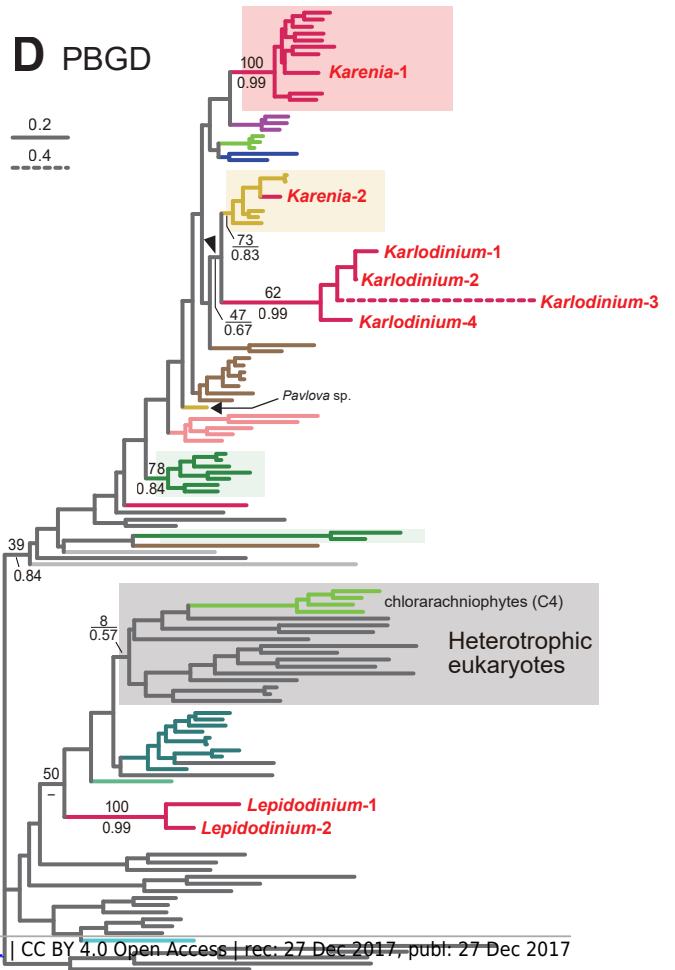 D PBGD
0.2
0.4
100
0.99
Karenia-1
Karenia-2
73
0.83
Karlodinium-1
Karlodinium-2
62
0.99
Karlodinium-3
47
0.67
Karlodinium-4
Pavlova sp.
78
0.84
39
0.84
chlorarachniophytes (C4)
8
0.57
Heterotrophic
eukaryotes
50
–
100
0.99
Lepidodinium-1
Lepidodinium-2
| CC BY 4.0 Open Access | rec: 27 Dec 2017, publ: 27 Dec 2017